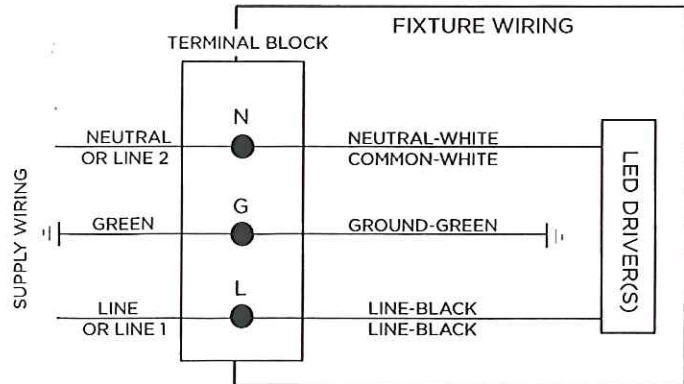 FIXTURE WIRING
TERMINAL BLOCK
N
NEUTRAL
OR LINE 2
NEUTRAL-WHITE
COMMON-WHITE
G
GREEN
GROUND-GREEN
L
LINE
OR LINE 1
LINE-BLACK
LINE-BLACK
SUPPLY WIRING
LED DRIVER(S)